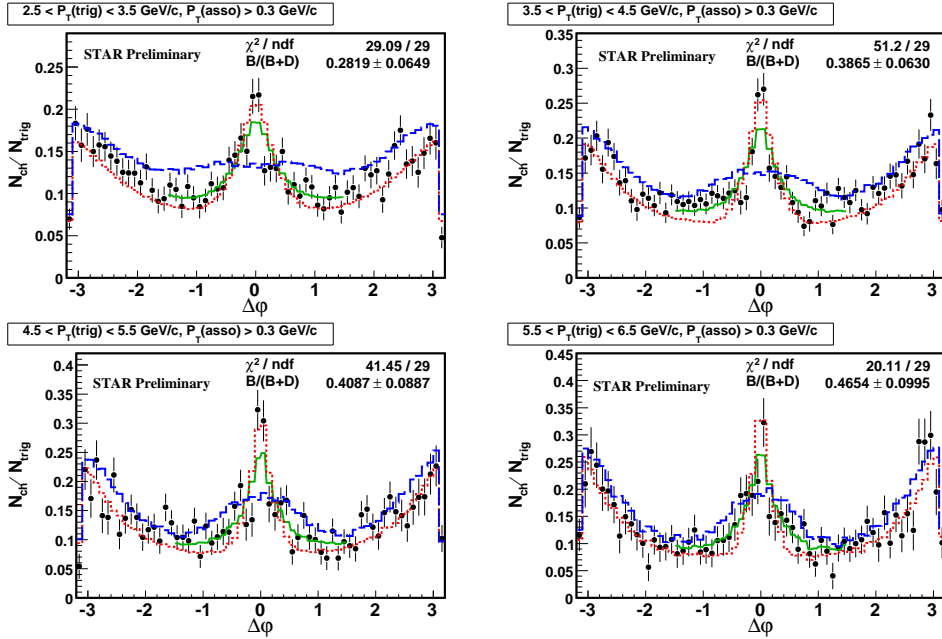 2.5 < P_T(trig) < 3.5 GeV/c, P_T(asso) > 0.3 GeV/c
STAR Preliminary
χ² / ndf 29.09 / 29
B/(B+D) 0.2819 ± 0.0649
N_ch / N_trig
0.25
0.2
0.15
0.1
0.05
0
-3 -2 -1 0 1 2 3
Δφ
3.5 < P_T(trig) < 4.5 GeV/c, P_T(asso) > 0.3 GeV/c
STAR Preliminary
χ² / ndf 51.2 / 29
B/(B+D) 0.3865 ± 0.0630
N_ch / N_trig
0.35
0.3
0.25
0.2
0.15
0.1
0.05
0
-3 -2 -1 0 1 2 3
Δφ
4.5 < P_T(trig) < 5.5 GeV/c, P_T(asso) > 0.3 GeV/c
STAR Preliminary
χ² / ndf 41.45 / 29
B/(B+D) 0.4087 ± 0.0887
N_ch / N_trig
0.4
0.35
0.3
0.25
0.2
0.15
0.1
0.05
0
-3 -2 -1 0 1 2 3
Δφ
5.5 < P_T(trig) < 6.5 GeV/c, P_T(asso) > 0.3 GeV/c
STAR Preliminary
χ² / ndf 20.11 / 29
B/(B+D) 0.4654 ± 0.0995
N_ch / N_trig
0.45
0.4
0.35
0.3
0.25
0.2
0.15
0.1
0.05
0
-3 -2 -1 0 1 2 3
Δφ